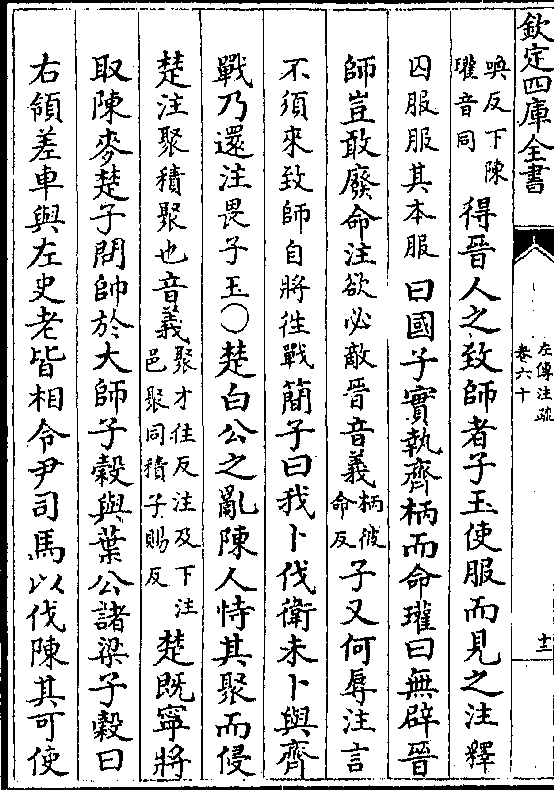 欽定四庫全書
左傳注疏
卷六十
十二
喚反下陳
瓘音同
得晉人之致師者子玉使服而見之注釋
囚服服其本服曰國子實執齊柄而命瓘曰無辟晉
師豈敢廢命注欲必敵晉音義
柄彼
命反
子又何辱注言
不須來致師自將徃戰簡子曰我卜伐衛未卜與齊
戰乃還注畏子玉○楚白公之亂陳人恃其聚而侵
楚注聚積聚也音義
聚才住反注及下注
邑聚同積子賜反
楚既寧將
取陳麥楚子問帥於大師子穀與葉公諸梁子穀曰
右領差車與左史老皆相令尹司馬以伐陳其可使